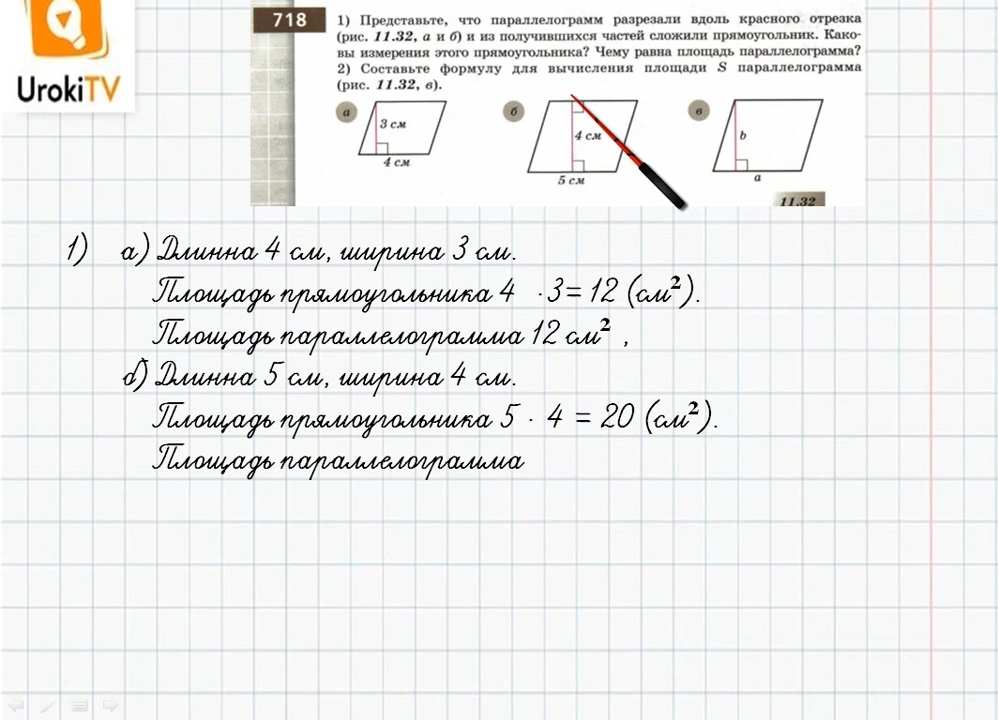 UrokiTV
718
1) Представьте, что параллелограмм разрезали вдоль красного отрезка
(рис. 11.32, а и б) и из получившихся частей сложили прямоугольник. Како-
вы измерения этого прямоугольника? Чему равна площадь параллелограмма?
2) Составьте формулу для вычисления площади S параллелограмма
(рис. 11.32, в).
а 3 см 4 см
б 4 см 5 см
в b a
11.32
1) а) Длинна 4 см, ширина 3 см.
Площадь прямоугольника 4 · 3 = 12 (см²).
Площадь параллелограмма 12 см² ,
б) Длинна 5 см, ширина 4 см.
Площадь прямоугольника 5 · 4 = 20 (см²).
Площадь параллелограмма